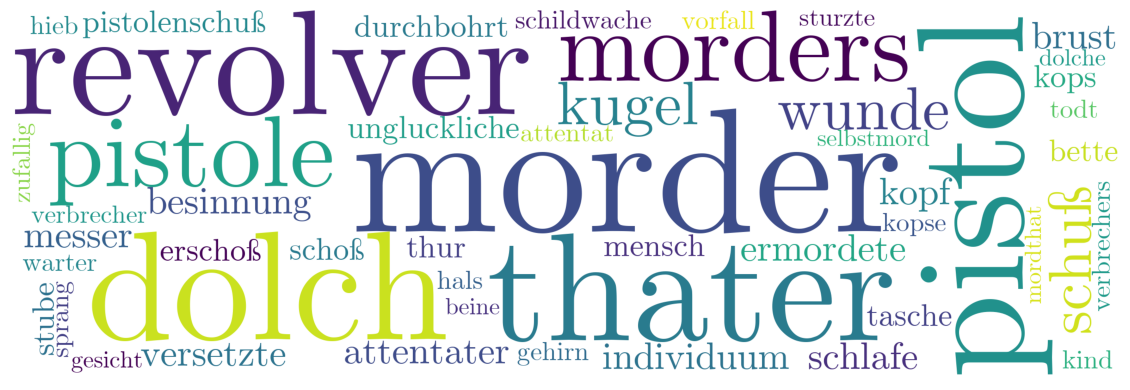 hieb pistolenschuß durchbohrt schildwache vorfall sturzte
revolver morders pistol brust
dolche
kops
kugel wunde todt
pistole ungluckliche attentat selbstmord
zufallig morder bette
besinnung kopf
verbrecher kopse
messer erschoß schoß thur mensch ermordete
warter dolch thater mordthat schuß verbrechers
hals
stube sprang beine tasche
gesicht versetzte attentater gehirn individuum schlafe kind